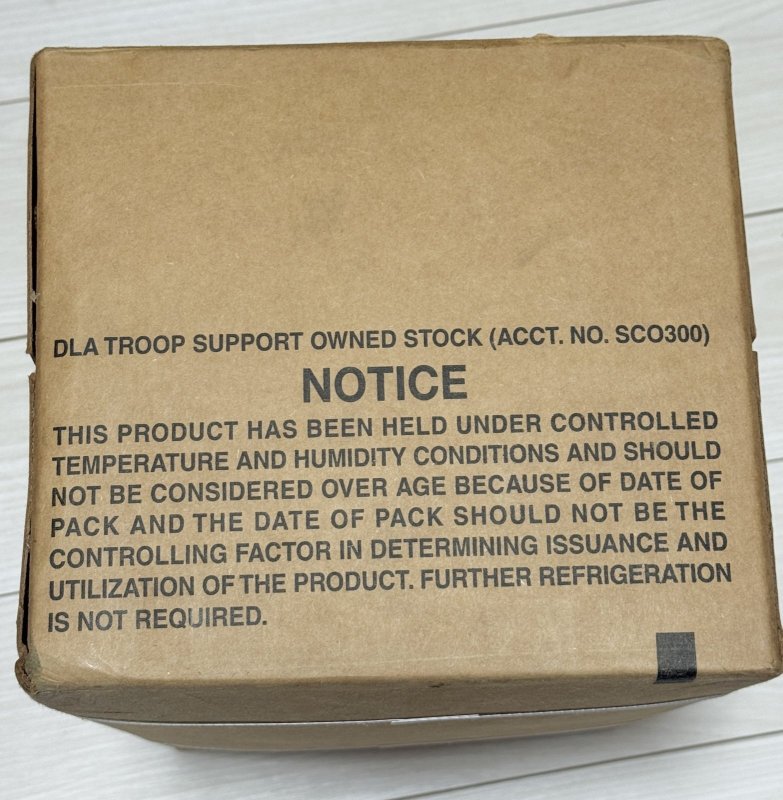 DLA TROOP SUPPORT OWNED STOCK (ACCT. NO. SCO300)
NOTICE
THIS PRODUCT HAS BEEN HELD UNDER CONTROLLED
TEMPERATURE AND HUMIDITY CONDITIONS AND SHOULD
NOT BE CONSIDERED OVER AGE BECAUSE OF DATE OF
PACK AND THE DATE OF PACK SHOULD NOT BE THE
CONTROLLING FACTOR IN DETERMINING ISSUANCE AND
UTILIZATION OF THE PRODUCT. FURTHER REFRIGERATION
IS NOT REQUIRED.